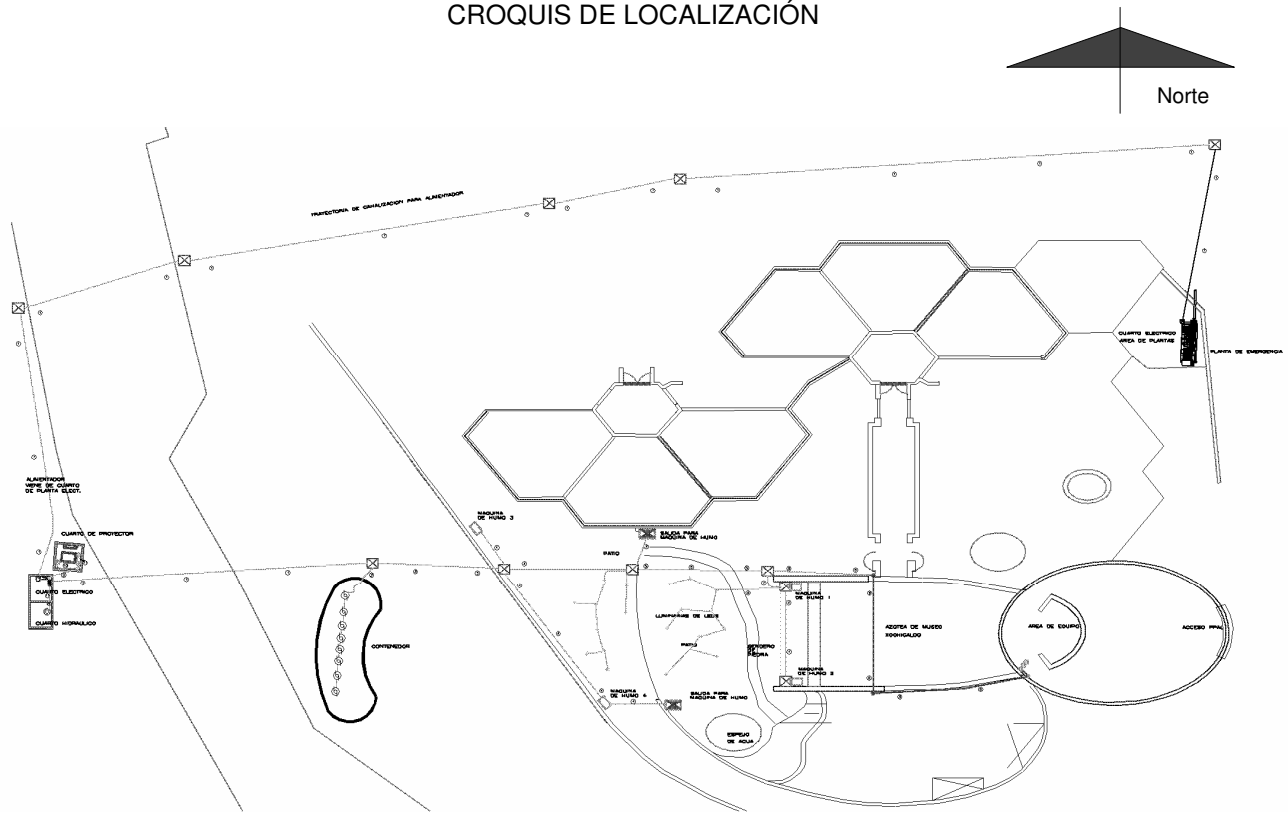 CROQUIS DE LOCALIZACIÓN
Norte
TRAYECTORIA DE CANALIZACION PARA ALIMENTADOR
CUARTO ELECTRICO
AREA DE PLANTAS
PLANTA DE EMERGENCIA
ALIMENTADOR
VIENE DE CUARTO
DE PLANTA ELECT.
CUARTO DE PROYECTOR
CUARTO ELECTRICO
CUARTO HIDRAULICO
CONTENEDOR
MAQUINA
DE HUMO 3
SALIDA PARA
MAQUINA DE HUMO
PATIO
LUMINARIAS DE LEDS
PATIO
SENDERO
DE
PIEDRA
MAQUINA
DE HUMO 1
MAQUINA
DE HUMO 2
AZOTEA DE MUSEO
XOCHICALCO
AREA DE EQUIPO
ACCESO PPAL
MAQUINA
DE HUMO 4
SALIDA PARA
MAQUINA DE HUMO
ESPEJO
DE AGUA